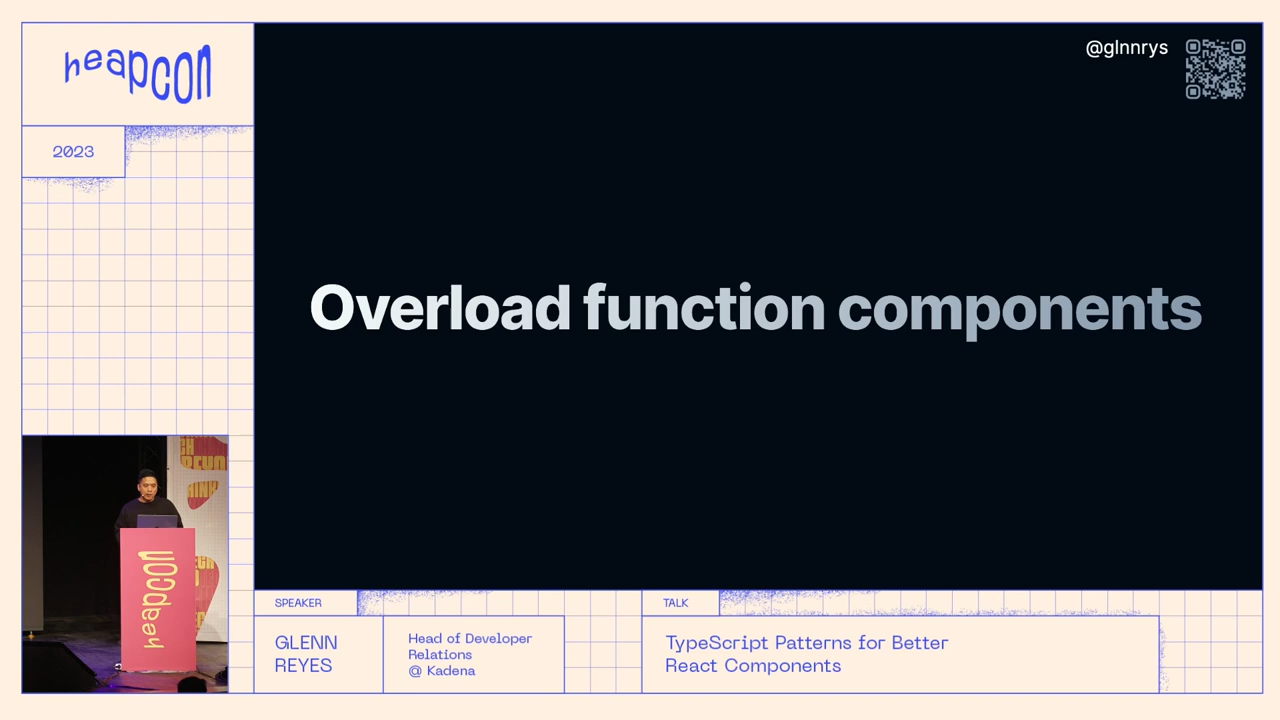 heapcon
2023
@glnnrys
Overload function components
heapcon
SPEAKER
GLENN
REYES
Head of Developer
Relations
@ Kadena
TALK
TypeScript Patterns for Better
React Components